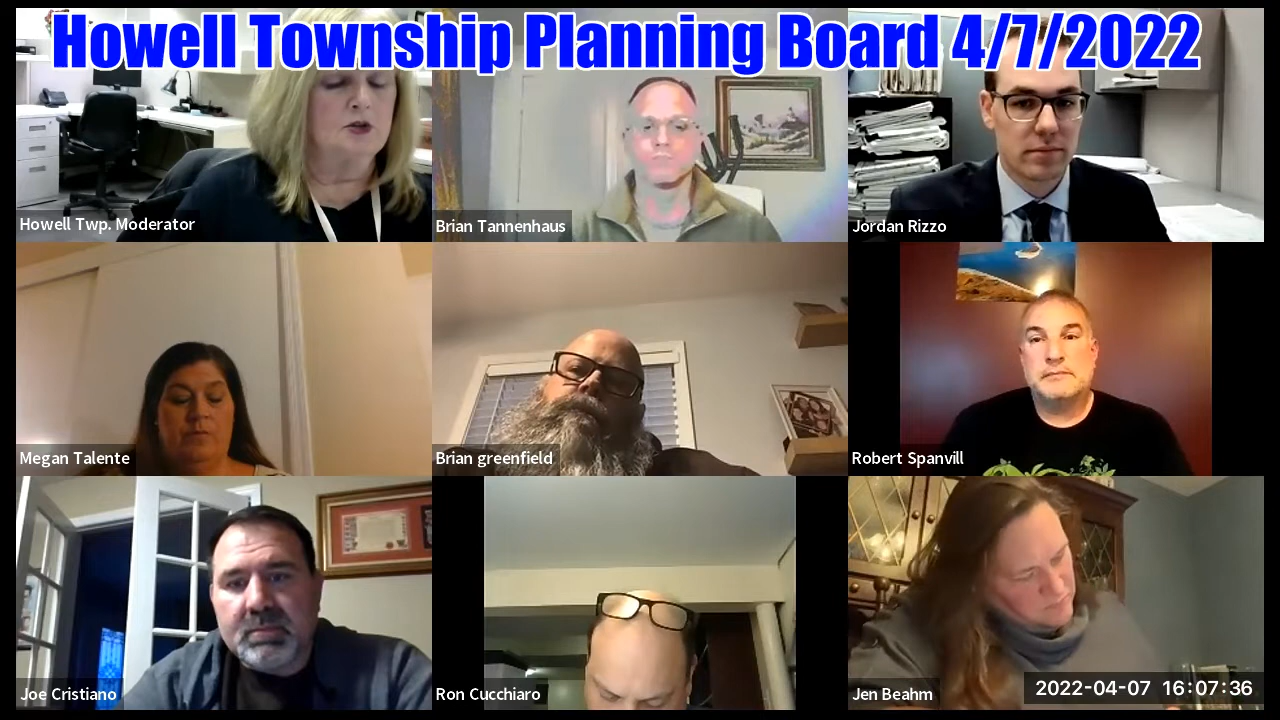 Howell Township Planning Board 4/7/2022
Howell Twp. Moderator
Brian Tannenhaus
Jordan Rizzo
Megan Talente
Brian greenfield
Robert Spanvill
Joe Cristiano
Ron Cucchiaro
Jen Beahm
2022-04-07 16:07:36